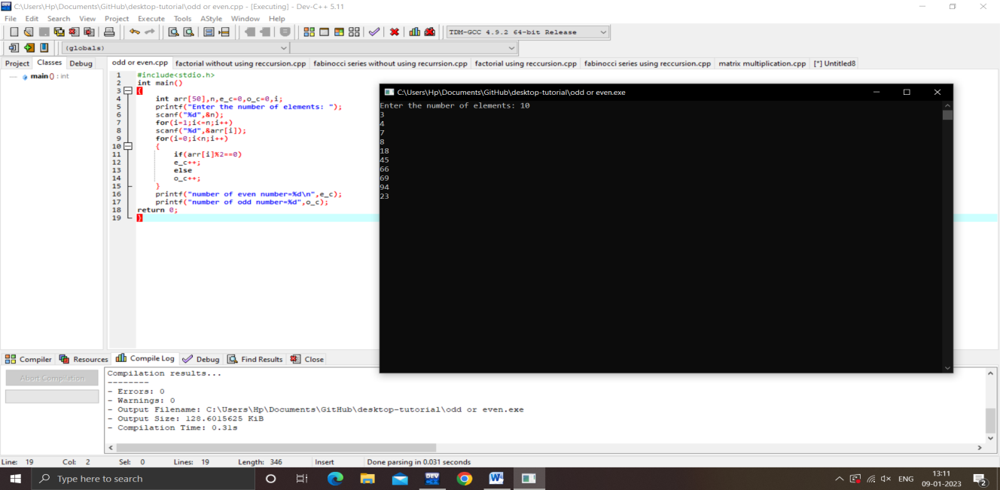 C:\Users\Hp\Documents\GitHub\desktop-tutorial\odd or even.cpp - [Executing] - Dev-C++ 5.11
File Edit Search View Project Execute Tools AStyle Window Help
TDM-GCC 4.9.2 64-bit Release
(globals)
Project Classes Debug
main() : int
odd or even.cpp factorial without using reccursion.cpp fabinocci series without using recurrsion.cpp factorial using reccursion.cpp fabinocci series using reccursion.cpp matrix multiplication.cpp [*] Untitled8
1 #include<stdio.h>
2 int main()
3 {
4 int arr[50],n,e_c=0,o_c=0,i;
5 printf("Enter the number of elements: ");
6 scanf("%d",&n);
7 for(i=1;i<=n;i++)
8 scanf("%d",&arr[i]);
9 for(i=0;i<n;i++)
10 {
11 if(arr[i]%2==0)
12 e_c++;
13 else
14 o_c++;
15 }
16 printf("number of even number=%d\n",e_c);
17 printf("number of odd number=%d",o_c);
18 return 0;
19 }
C:\Users\Hp\Documents\GitHub\desktop-tutorial\odd or even.exe
Enter the number of elements: 10
3
4
7
8
18
45
66
69
94
23
Compiler Resources Compile Log Debug Find Results Close
Abort Compilation
Compilation results...
--------
- Errors: 0
- Warnings: 0
- Output Filename: C:\Users\Hp\Documents\GitHub\desktop-tutorial\odd or even.exe
- Output Size: 128.6015625 KiB
- Compilation Time: 0.31s
Line: 19 Col: 2 Sel: 0 Lines: 19 Length: 346 Insert Done parsing in 0.031 seconds
Type here to search
DEV
W
ENG
13:11
09-01-2023
2